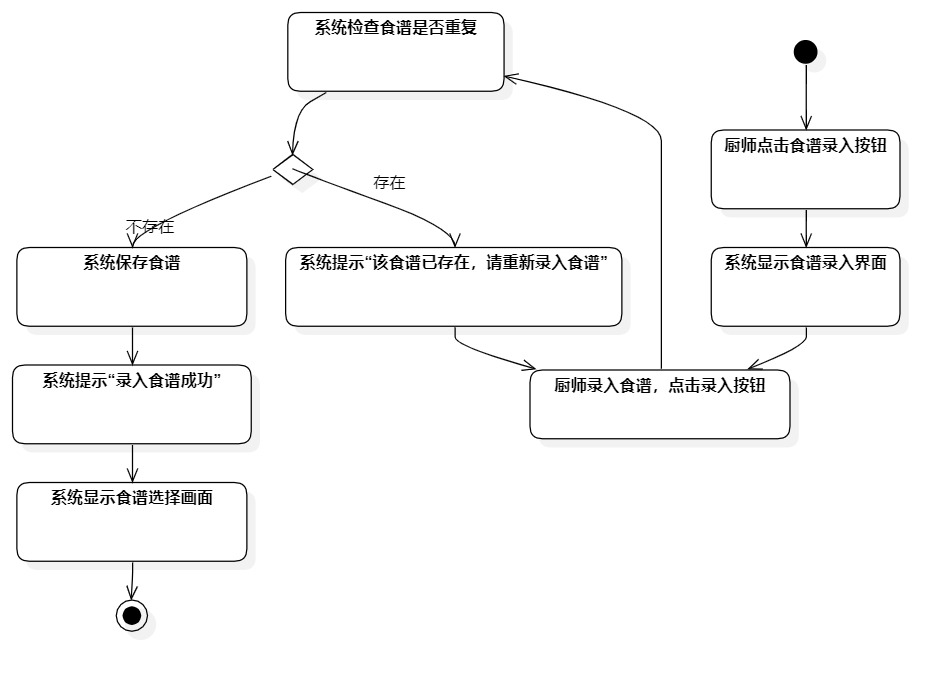 系统检查食谱是否重复
厨师点击食谱录入按钮
存在
不存在
系统保存食谱
系统提示“该食谱已存在，请重新录入食谱”
系统显示食谱录入界面
系统提示“录入食谱成功”
厨师录入食谱，点击录入按钮
系统显示食谱选择画面